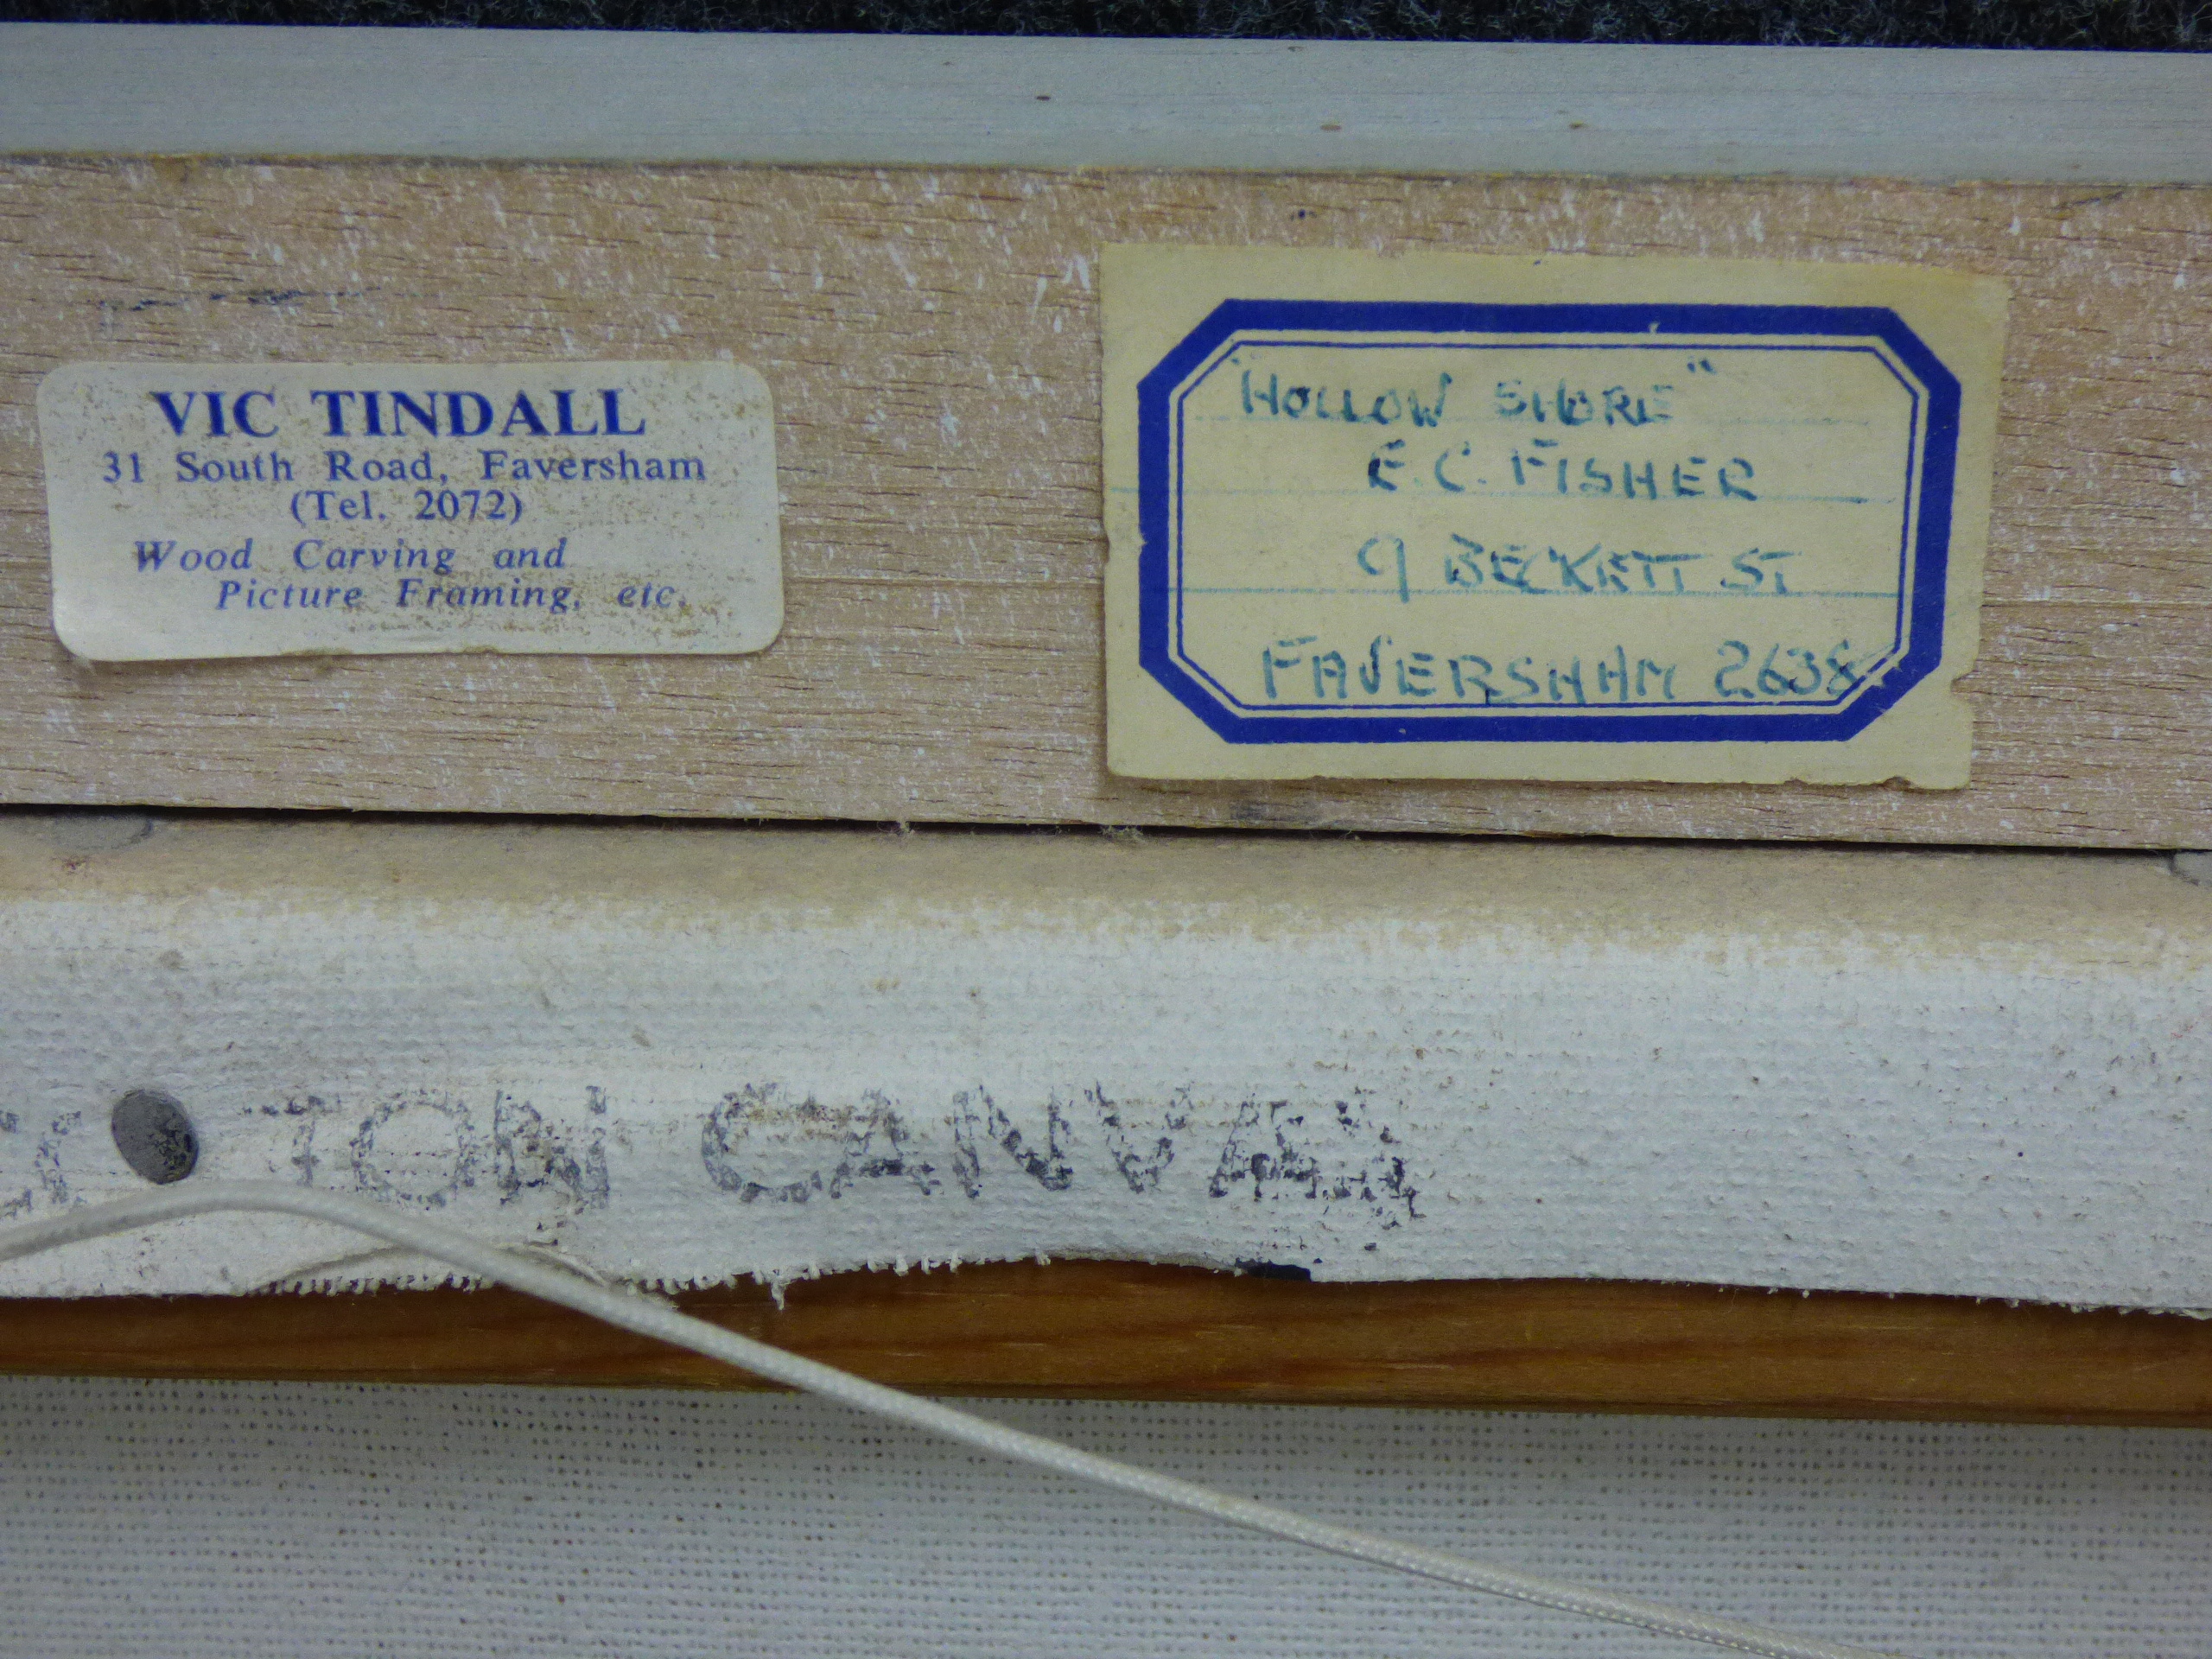 VIC TINDALL
31 South Road, Faversham
(Tel. 2072)
Wood Carving and
Picture Framing, etc.
"HOLLOW SHORE"
E. C. FISHER
9 BECKETT ST
FAVERSHAM 2638
TON CANVAS